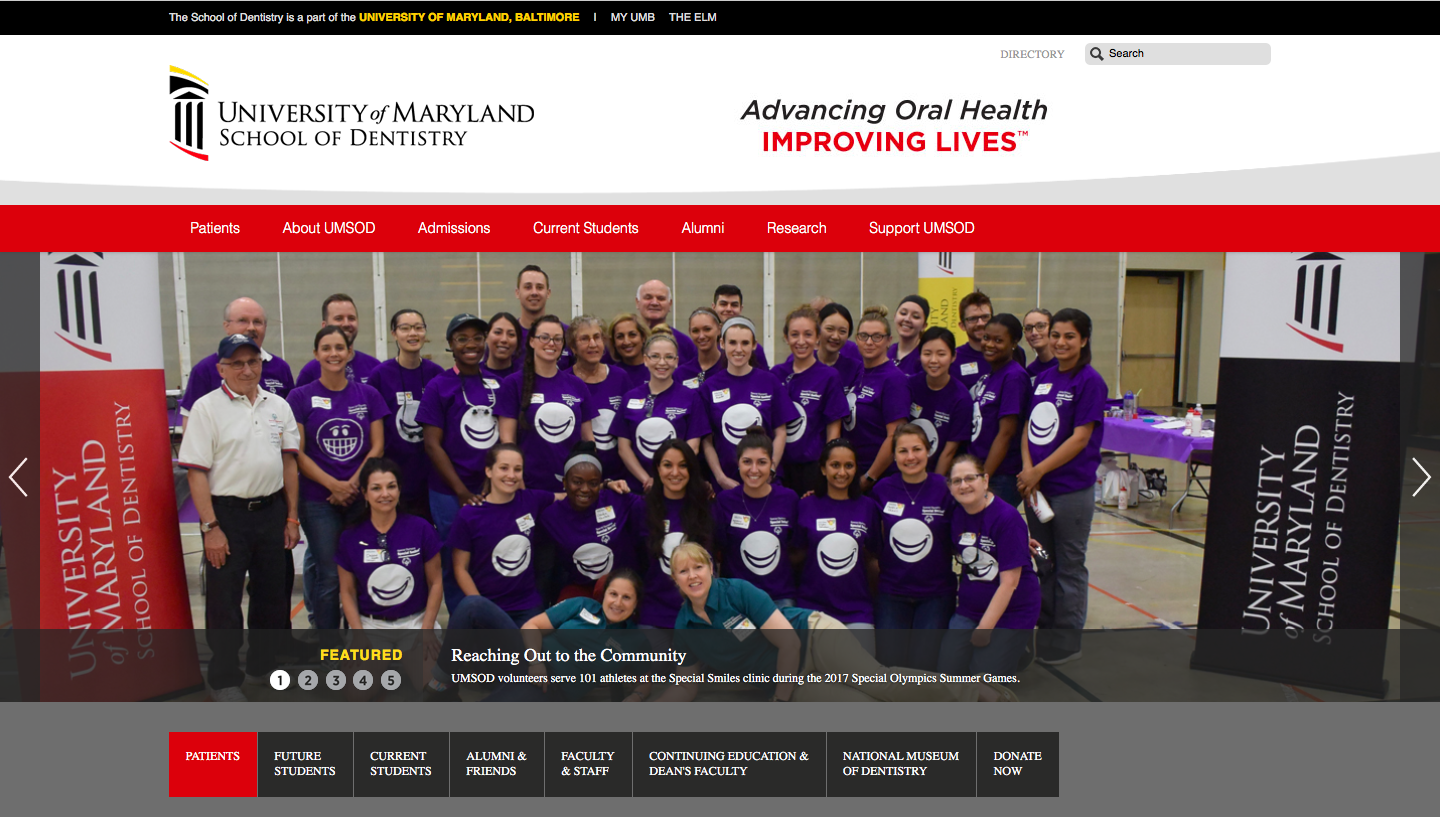 The School of Dentistry is a part of the UNIVERSITY OF MARYLAND, BALTIMORE | MY UMB THE ELM
DIRECTORY Search
UNIVERSITY of MARYLAND
SCHOOL OF DENTISTRY
Advancing Oral Health
IMPROVING LIVES™
Patients About UMSOD Admissions Current Students Alumni Research Support UMSOD
UNIVERSITY
of MARYLAND
SCHOOL OF DENTISTRY
UNIVERSITY
of MARYLAND
SCHOOL OF DENTISTRY
FEATURED
1 2 3 4 5
Reaching Out to the Community
UMSOD volunteers serve 101 athletes at the Special Smiles clinic during the 2017 Special Olympics Summer Games.
PATIENTS
FUTURE
STUDENTS
CURRENT
STUDENTS
ALUMNI &
FRIENDS
FACULTY
& STAFF
CONTINUING EDUCATION &
DEAN'S FACULTY
NATIONAL MUSEUM
OF DENTISTRY
DONATE
NOW